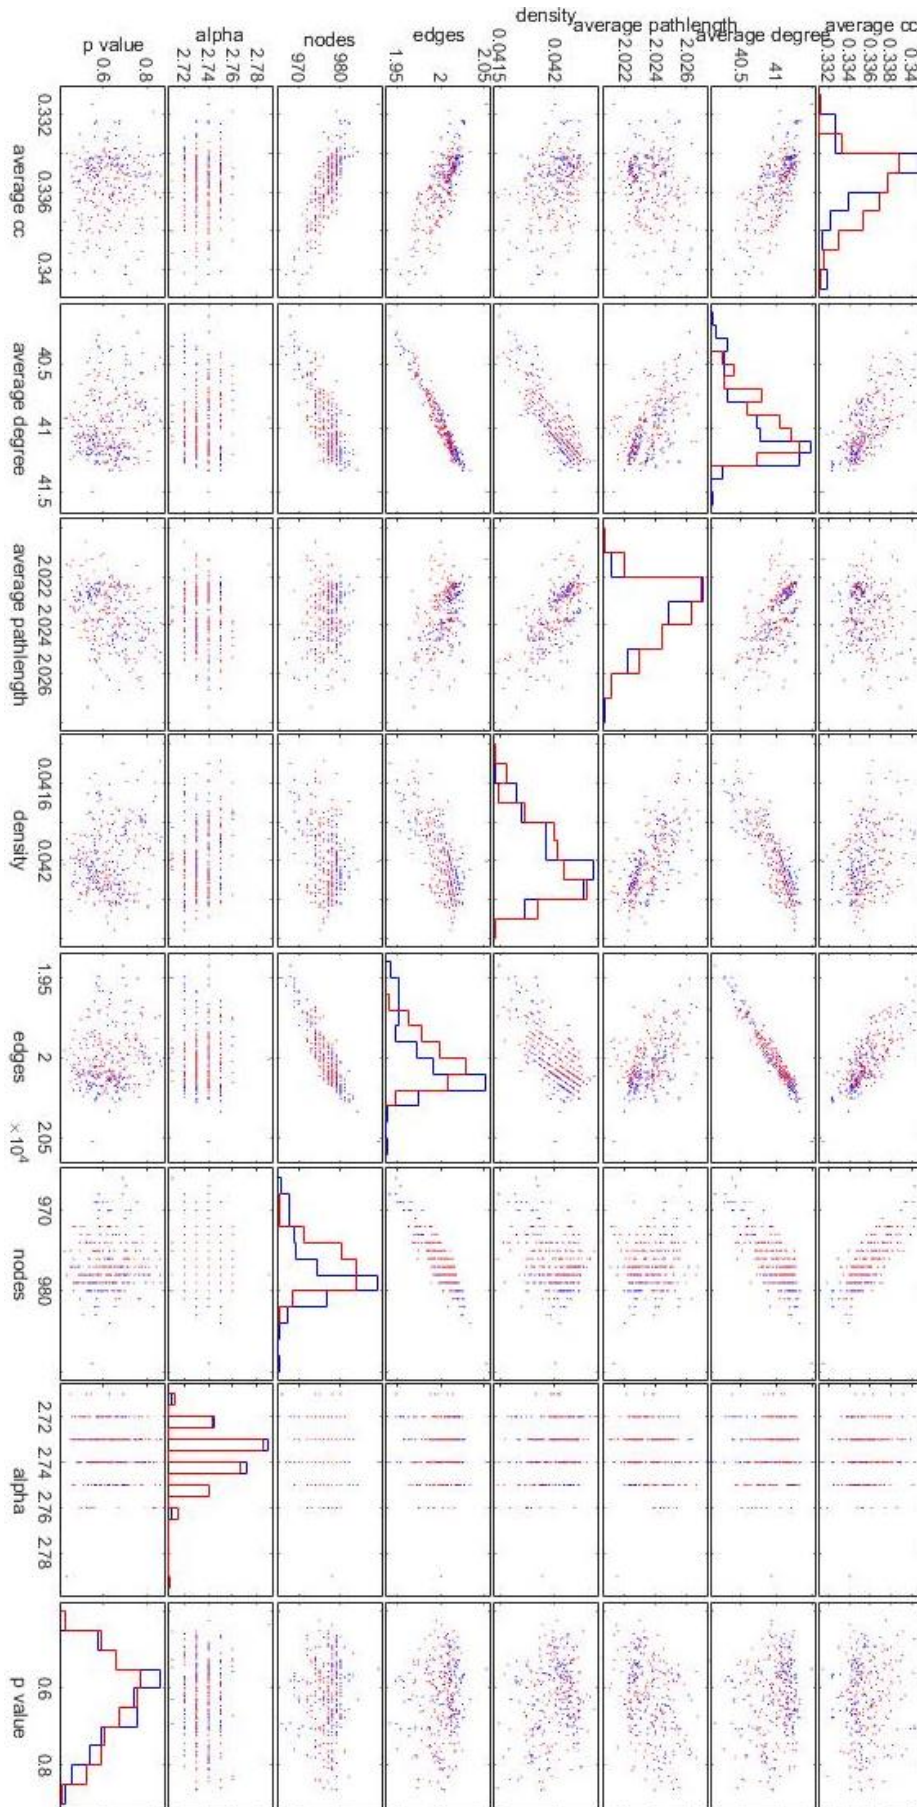 density
p value alpha nodes edges average pathlength average degree average cc
0.6 0.8 2.72 2.74 2.76 2.78 970 980 1.95 2 2.05 0.0415 0.042 2.022 2.024 2.026 40.5 41 0.332 0.334 0.336 0.338 0.34
0.332 0.336 0.34
average cc
40.5 41 41.5
average degree
2.022 2.024 2.026
average pathlength
0.0416 0.042
density
1.95 2 2.05
edges ×10⁴
970 980
nodes
2.72 2.74 2.76 2.78
alpha
0.6 0.8
p value